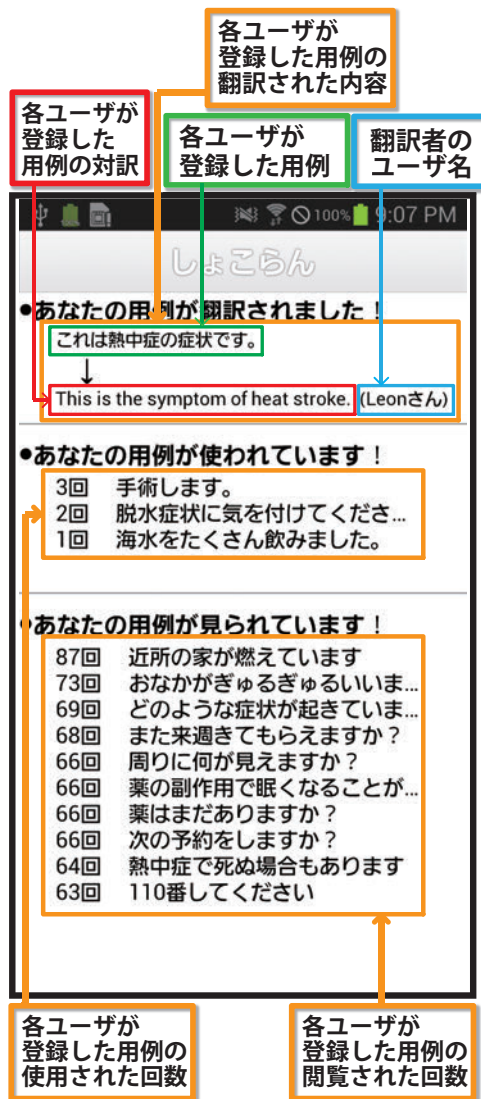 各ユーザが
登録した用例の
翻訳された内容
各ユーザが
登録した
用例の対訳
各ユーザが
登録した用例
翻訳者の
ユーザ名
100% 9:07 PM
しょこらん
•あなたの用例が翻訳されました!
これは熱中症の症状です。
↓
This is the symptom of heat stroke. (Leonさん)
•あなたの用例が使われています!
3回 手術します。
2回 脱水症状に気を付けてくださ...
1回 海水をたくさん飲みました。
•あなたの用例が見られています!
87回 近所の家が燃えています
73回 おなかがぎゅるぎゅるいいま...
69回 どのような症状が起きていま...
68回 また来週きてもらえますか?
66回 周りに何が見えますか?
66回 薬の副作用で眠くなることが...
66回 薬はまだありますか?
66回 次の予約をしますか?
64回 熱中症で死ぬ場合もあります
63回 110番してください
各ユーザが
登録した用例の
使用された回数
各ユーザが
登録した用例の
閲覧された回数